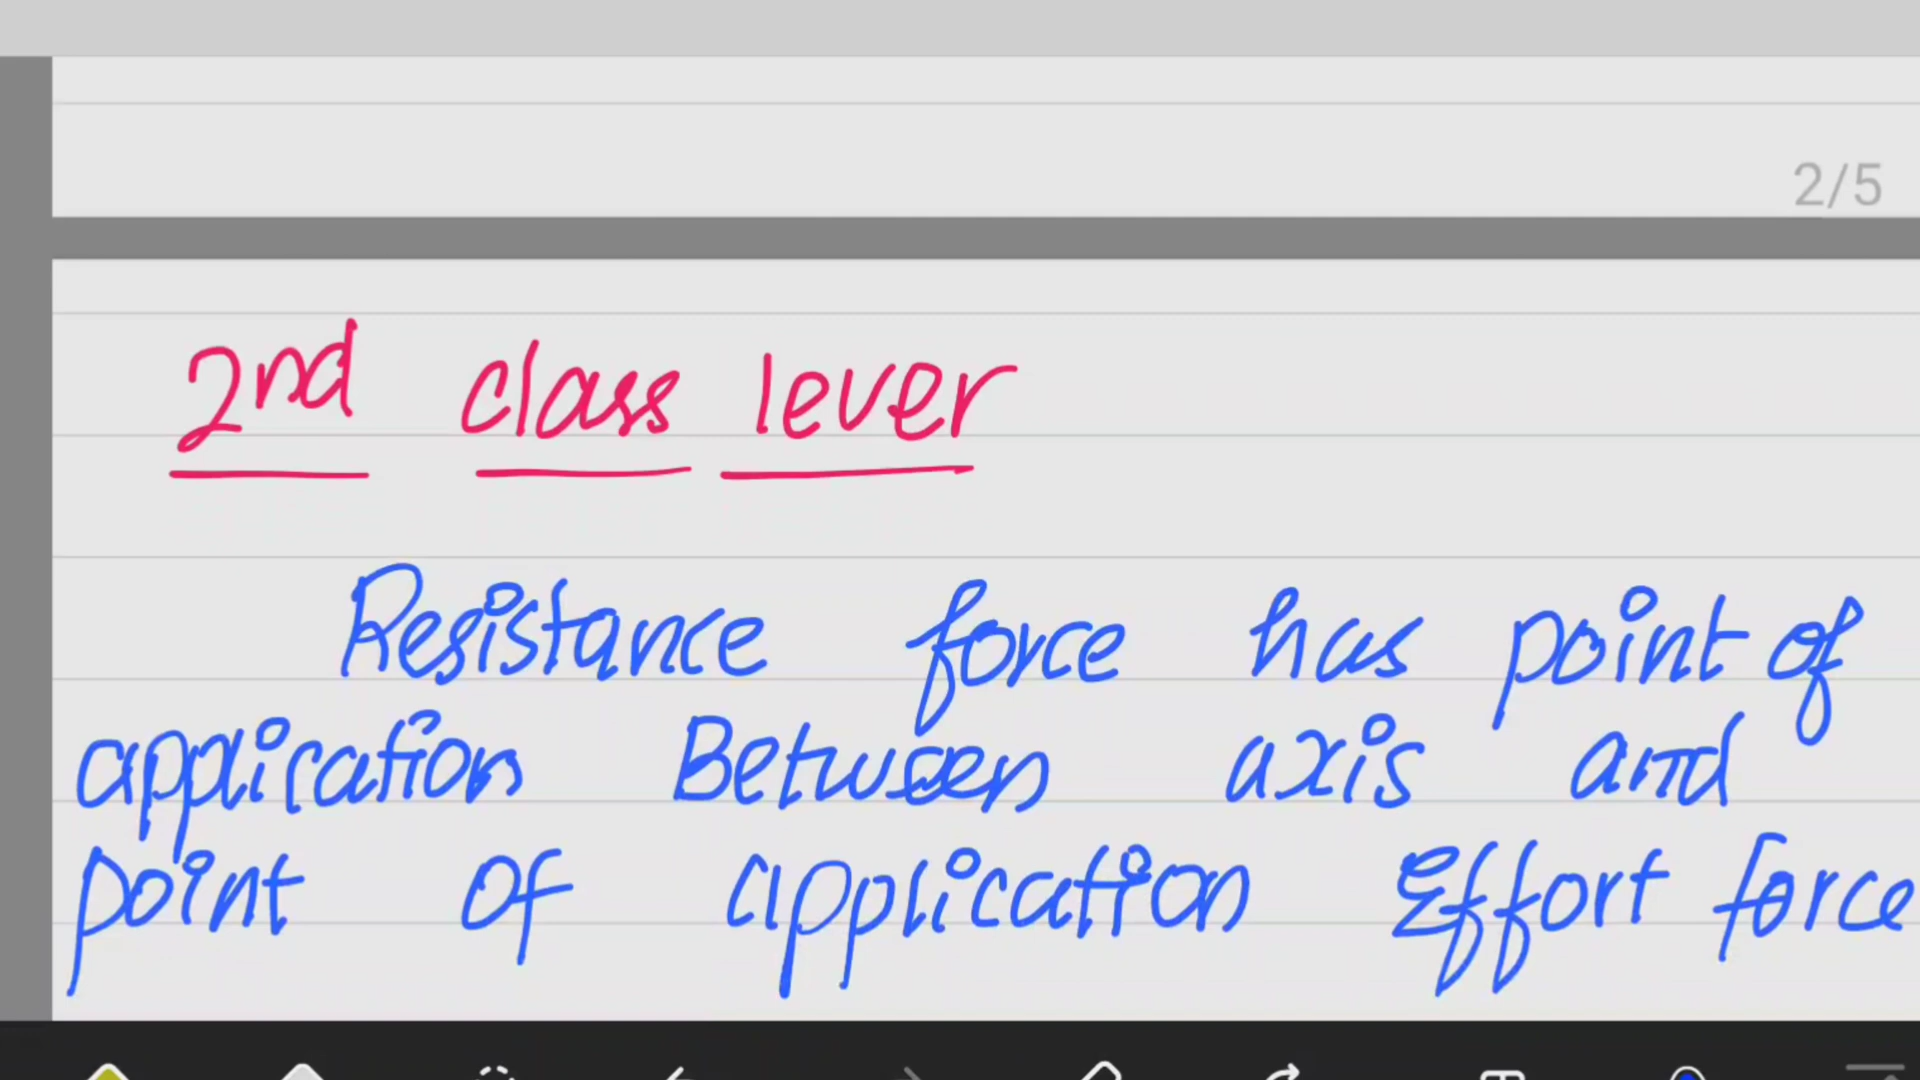 2/5
2nd class lever
Resistance force has point of
application Between axis and
point of application Effort force